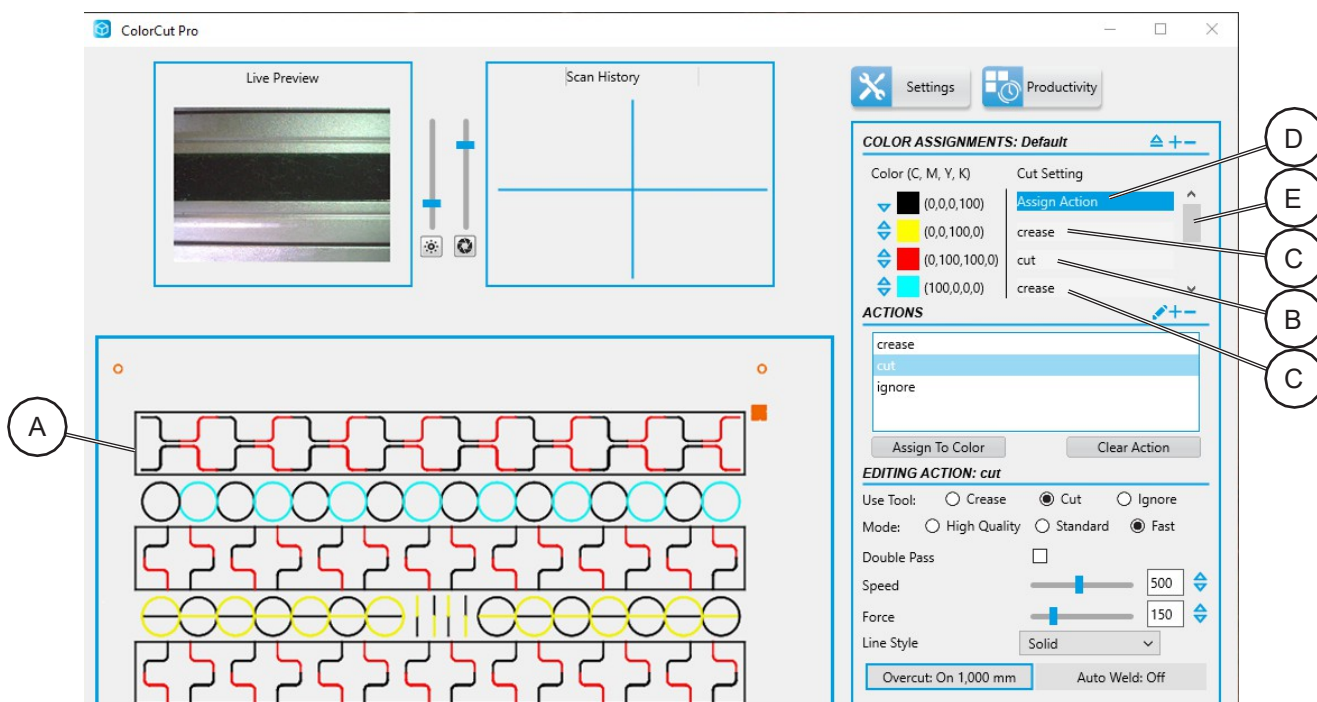 ColorCut Pro
Live Preview
Scan History
Settings
Productivity
COLOR ASSIGNMENTS: Default
Color (C, M, Y, K) Cut Setting
(0,0,0,100) Assign Action
(0,0,100,0) crease
(0,100,100,0) cut
(100,0,0,0) crease
ACTIONS
crease
cut
ignore
Assign To Color Clear Action
EDITING ACTION: cut
Use Tool: Crease Cut Ignore
Mode: High Quality Standard Fast
Double Pass
Speed 500
Force 150
Line Style Solid
Overcut: On 1,000 mm Auto Weld: Off
A
D
E
C
B
C